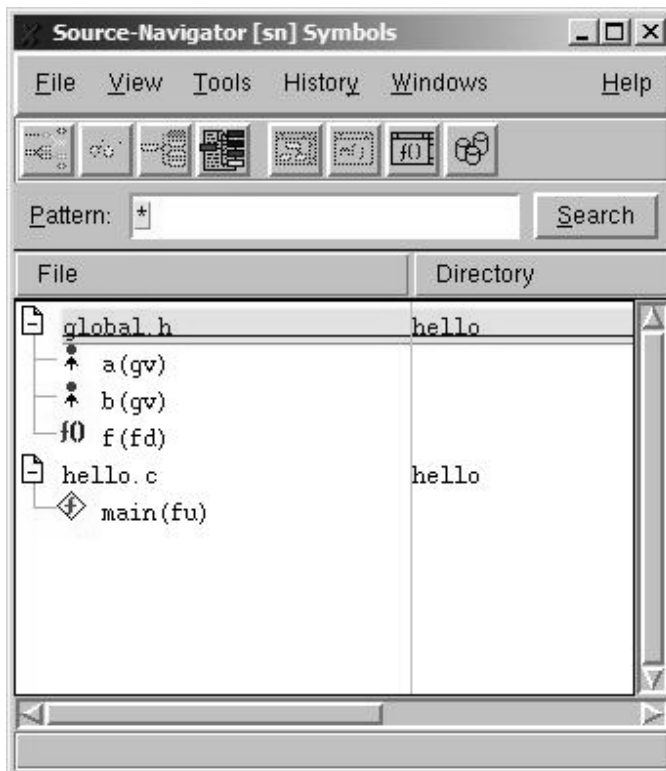 Source-Navigator [sn] Symbols
File View Tools History Windows Help
Pattern: * Search
File Directory
global.h hello
a(gv)
b(gv)
f() f(fd)
hello.c hello
f main(fu)